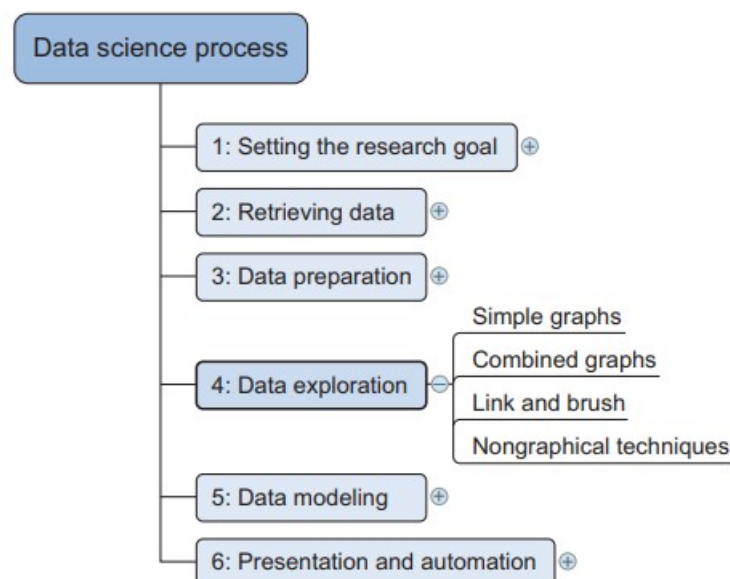 Data science process
1: Setting the research goal
2: Retrieving data
3: Data preparation
4: Data exploration
Simple graphs
Combined graphs
Link and brush
Nongraphical techniques
5: Data modeling
6: Presentation and automation